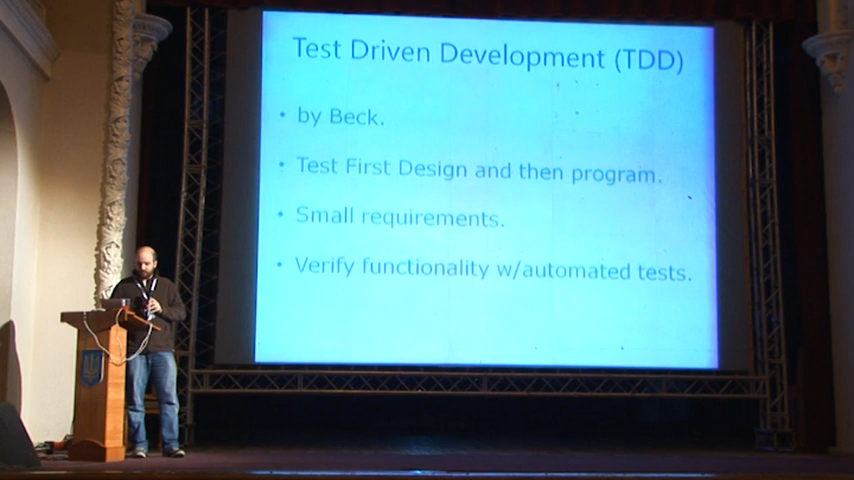 Test Driven Development (TDD)
• by Beck.
• Test First Design and then program.
• Small requirements.
• Verify functionality w/automated tests.